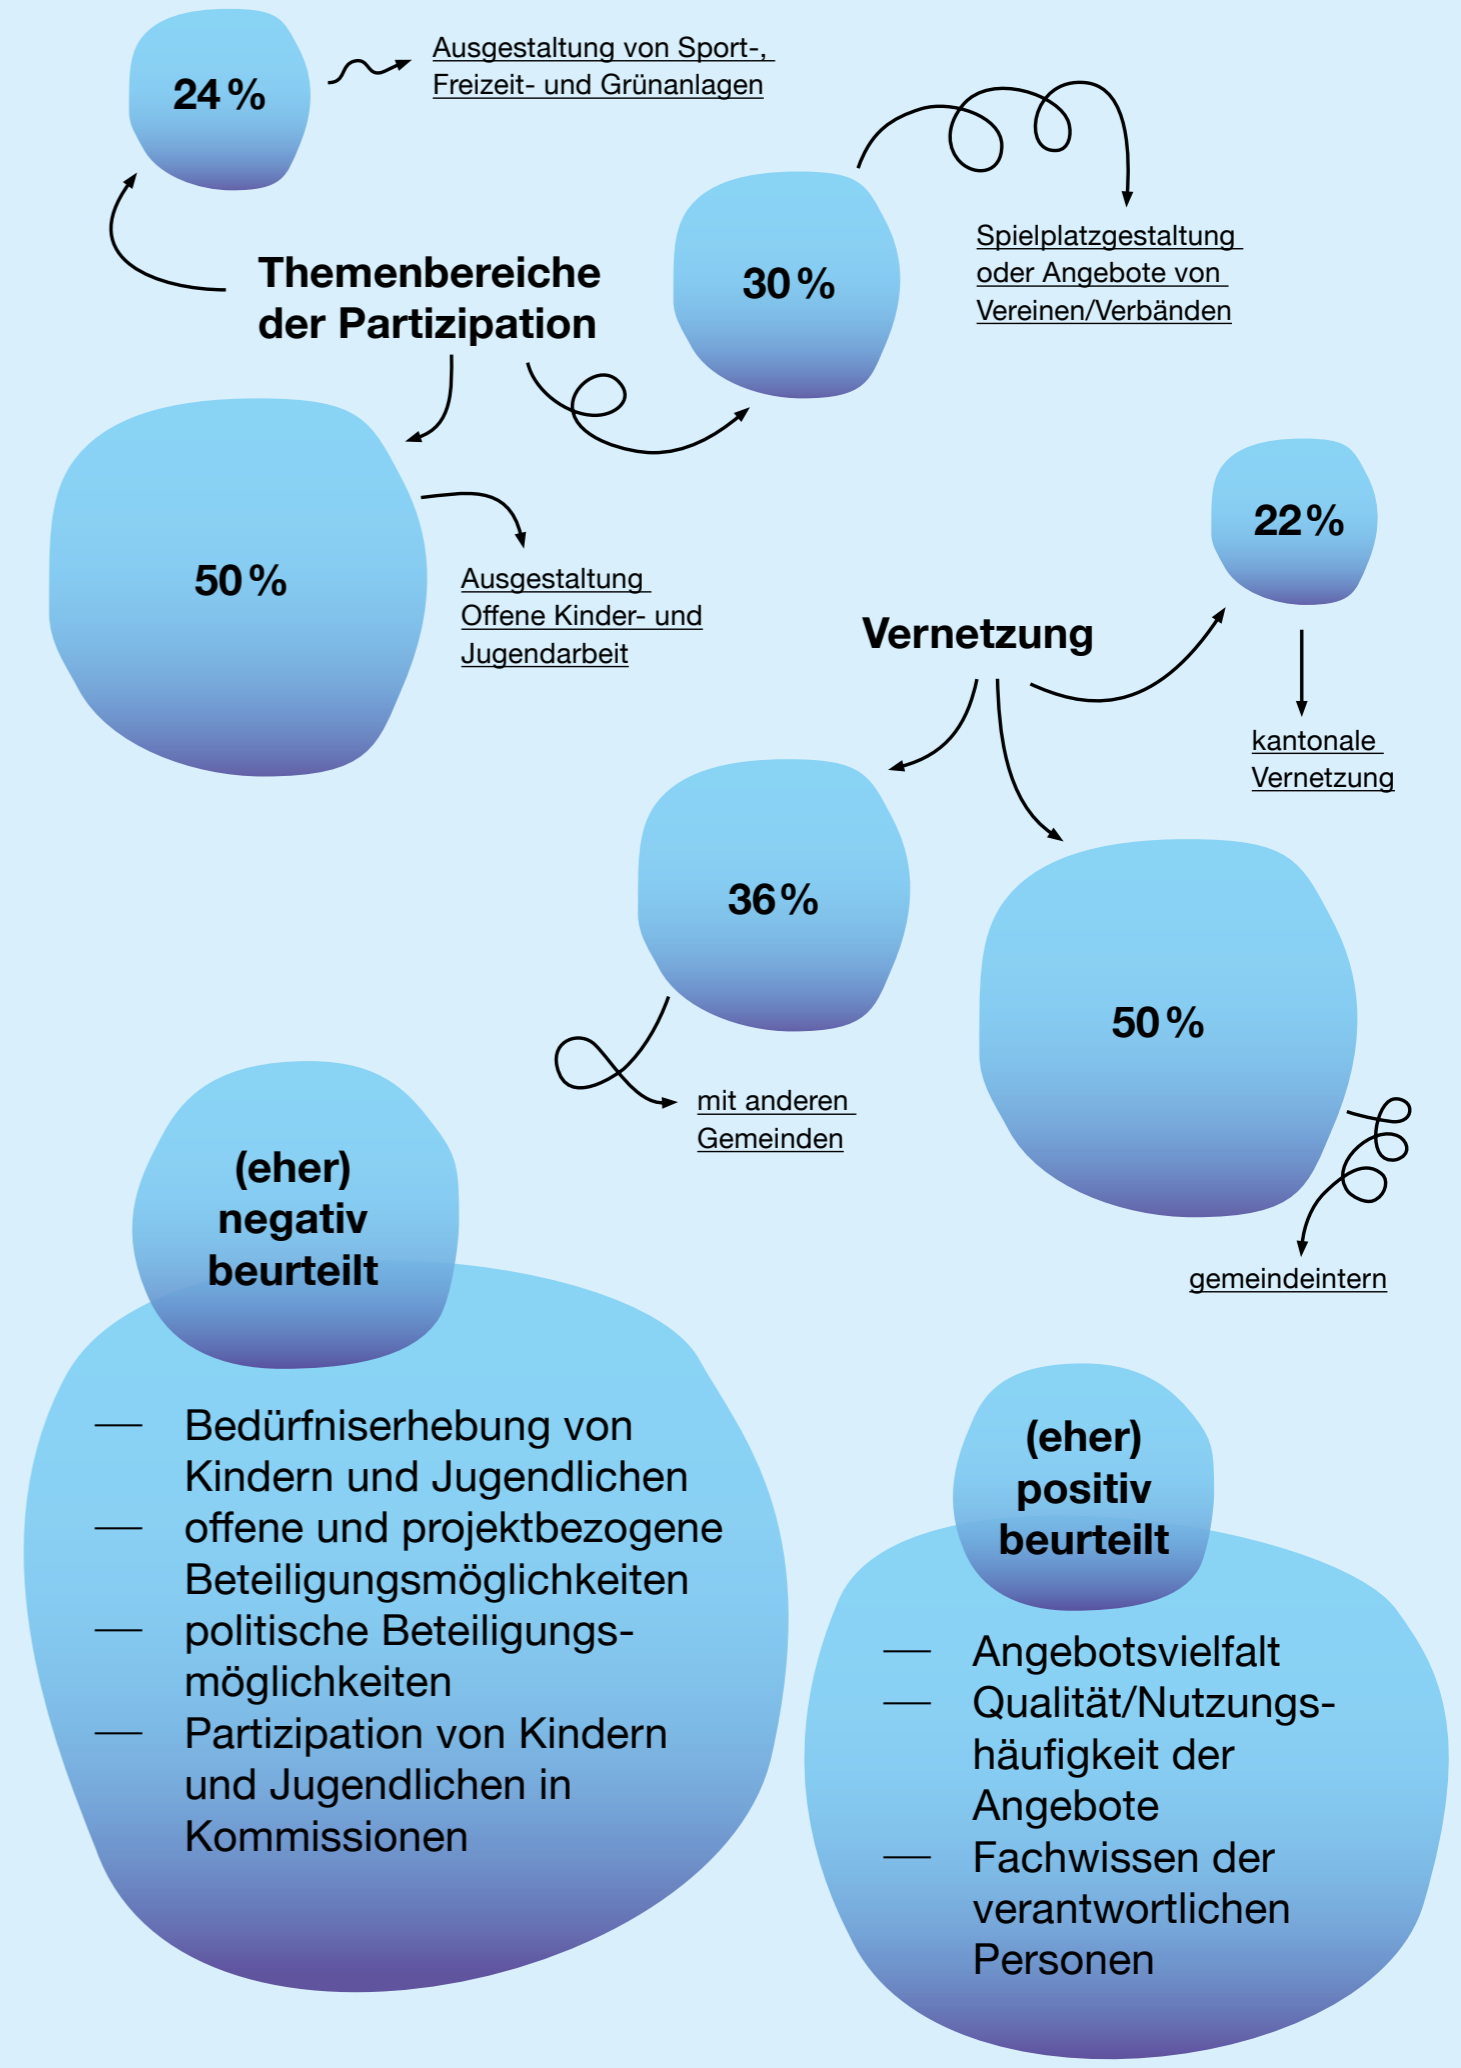 24 %
Ausgestaltung von Sport-,
Freizeit- und Grünanlagen
Themenbereiche
der Partizipation
30 %
Spielplatzgestaltung
oder Angebote von
Vereinen/Verbänden
50 %
Ausgestaltung
Offene Kinder- und
Jugendarbeit
Vernetzung
22 %
kantonale
Vernetzung
36 %
mit anderen
Gemeinden
50 %
gemeindeintern
(eher)
negativ
beurteilt
— Bedürfniserhebung von
Kindern und Jugendlichen
— offene und projektbezogene
Beteiligungsmöglichkeiten
— politische Beteiligungs-
möglichkeiten
— Partizipation von Kindern
und Jugendlichen in
Kommissionen
(eher)
positiv
beurteilt
— Angebotsvielfalt
— Qualität/Nutzungs-
häufigkeit der
Angebote
— Fachwissen der
verantwortlichen
Personen